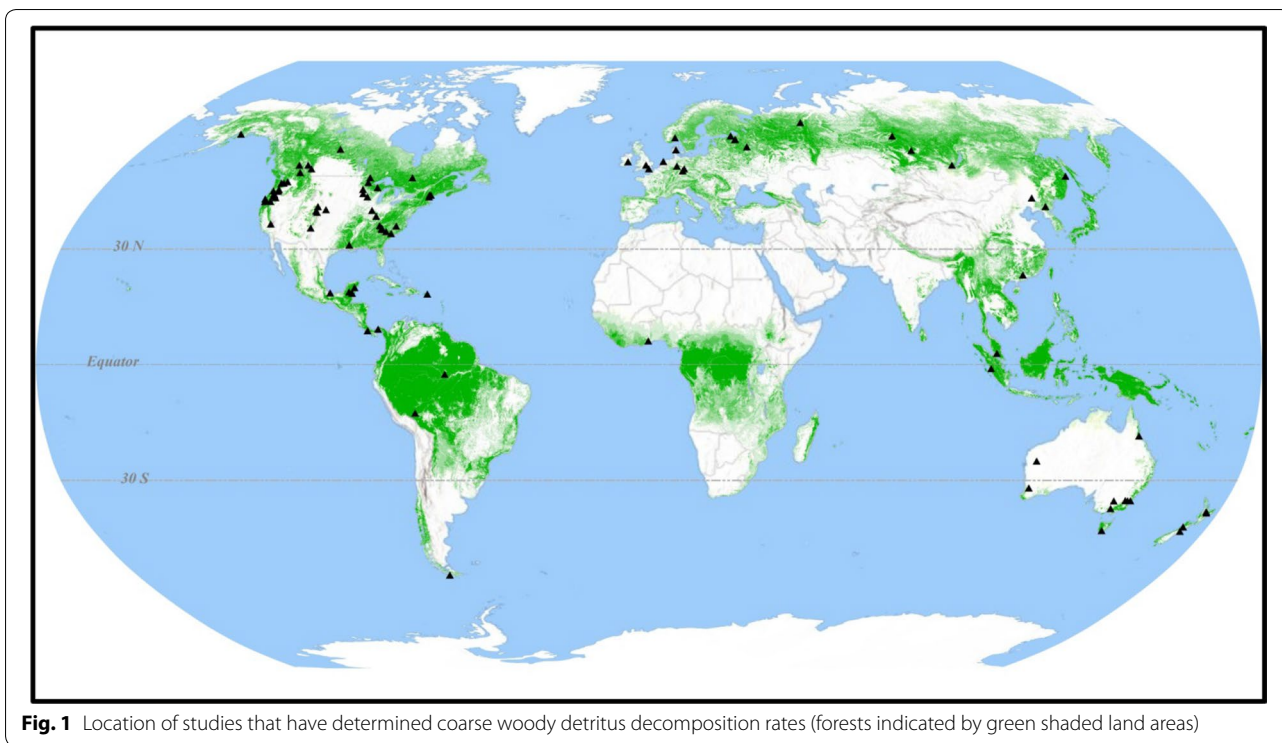 30 N
Equator
30 S
Fig. 1 Location of studies that have determined coarse woody detritus decomposition rates (forests indicated by green shaded land areas)